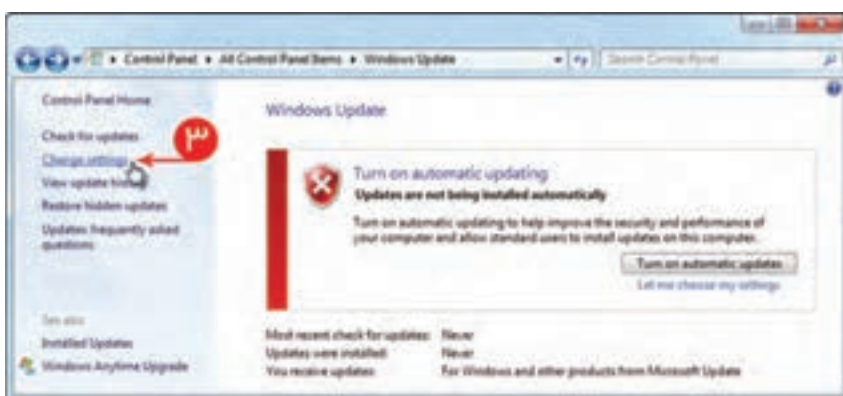 Control Panel ▸ All Control Panel Items ▸ Windows Update
Search Control Panel
Control Panel Home
Check for updates
Change settings
View update history
Restore hidden updates
Updates: frequently asked
questions
See also
Installed Updates
Windows Anytime Upgrade
۳
Windows Update
Turn on automatic updating
Updates are not being installed automatically
Turn on automatic updating to help improve the security and performance of
your computer and allow standard users to install updates on this computer.
Turn on automatic updates
Let me choose my settings
Most recent check for updates: Never
Updates were installed: Never
You receive updates: For Windows and other products from Microsoft Update